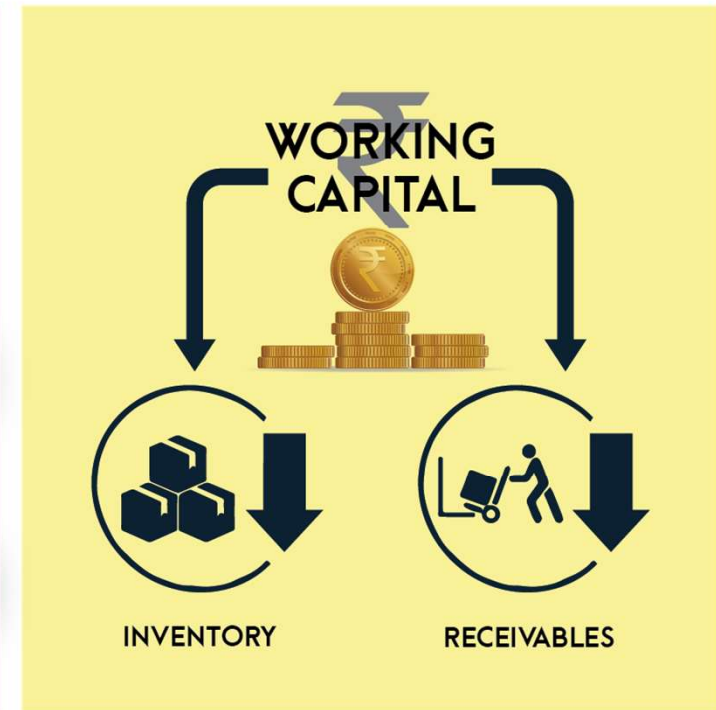 ₹
WORKING
CAPITAL
₹
INVENTORY
RECEIVABLES